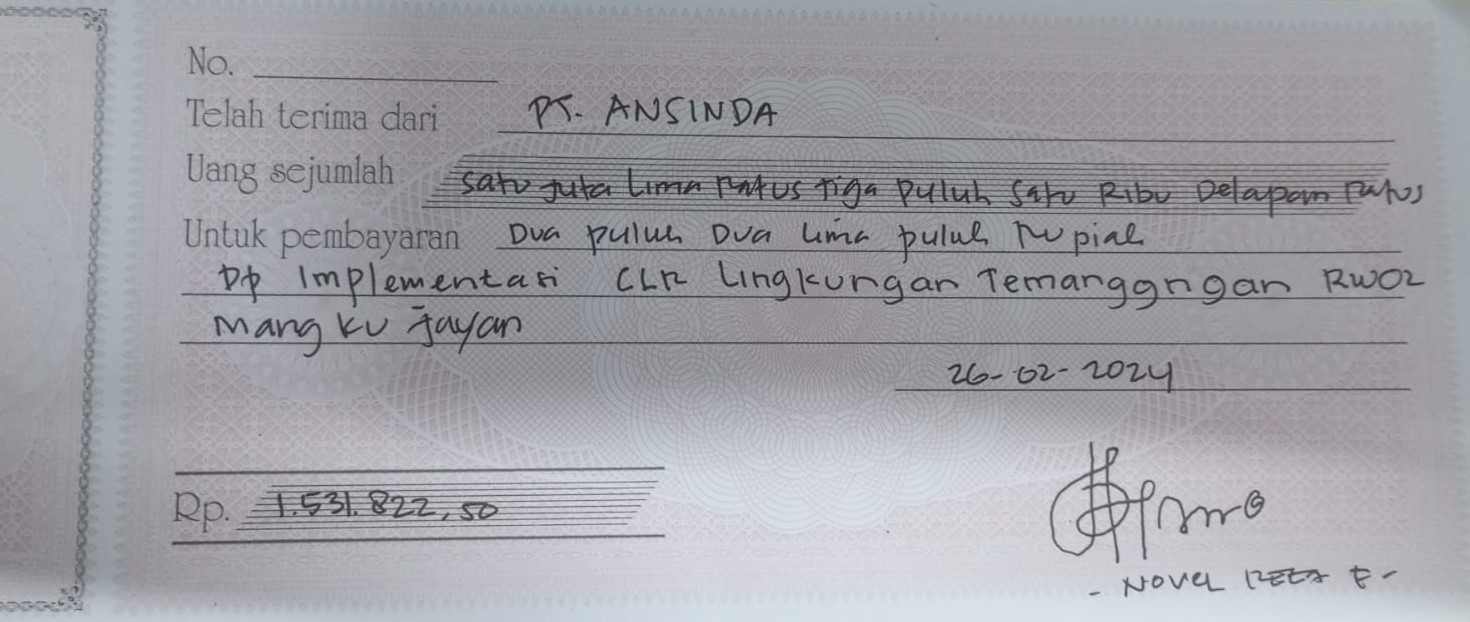 No.
Telah terima dari PT. ANSINDA
Uang sejumlah Satu Juta Lima Ratus Tiga Puluh Satu Ribu Delapan Ratus
Untuk pembayaran Dua puluh Dua Lima puluh Rupiah
Dp Implementasi CLR Lingkungan Temanggngan RW02
Mangku Jayan
26-02-2024
Rp. 1.531.822,50
- NOVEL E -